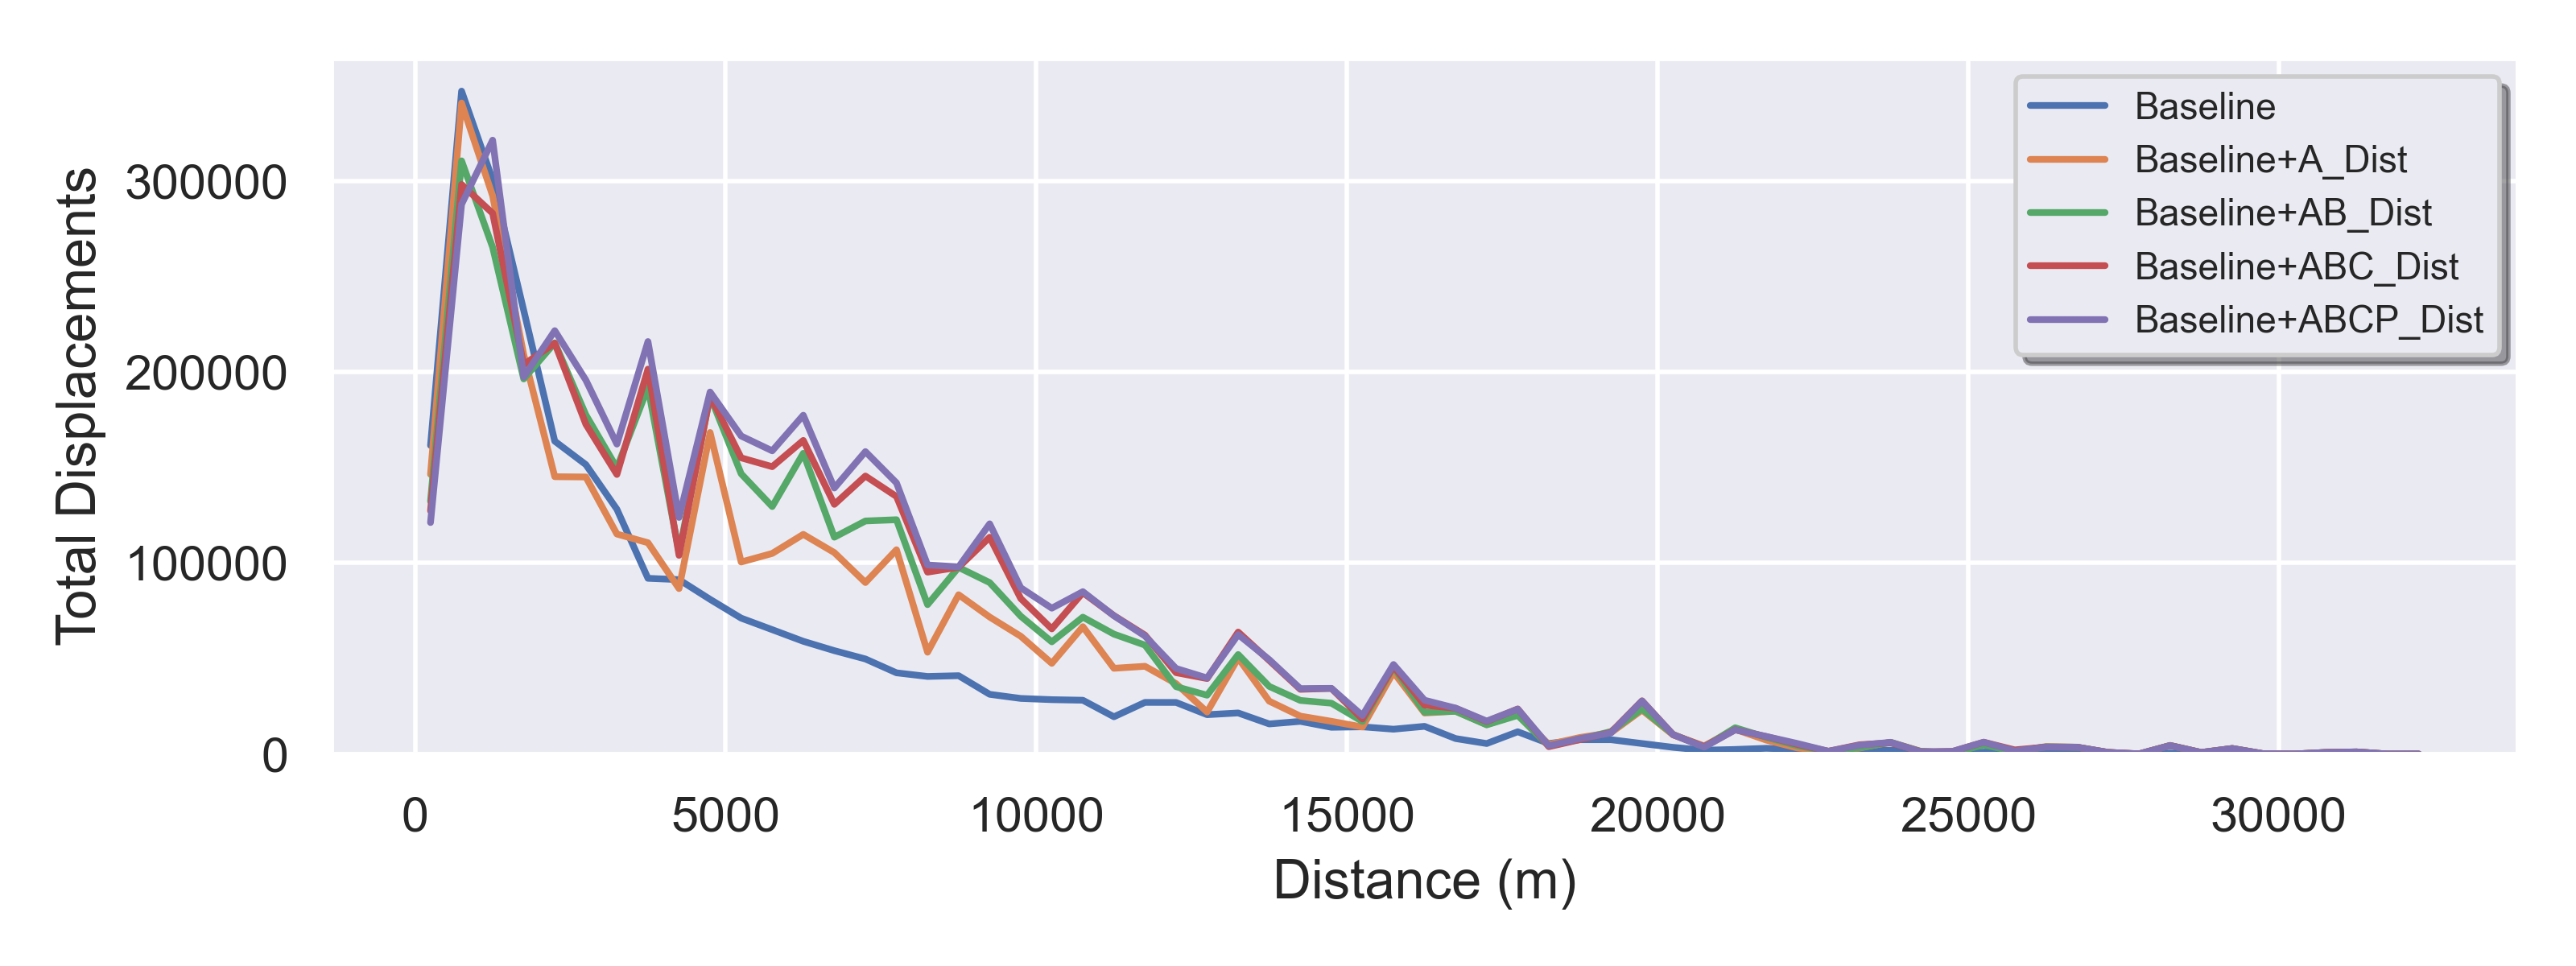 Total Displacements
300000
200000
100000
0
0 5000 10000 15000 20000 25000 30000
Distance (m)
Baseline
Baseline+A_Dist
Baseline+AB_Dist
Baseline+ABC_Dist
Baseline+ABCP_Dist